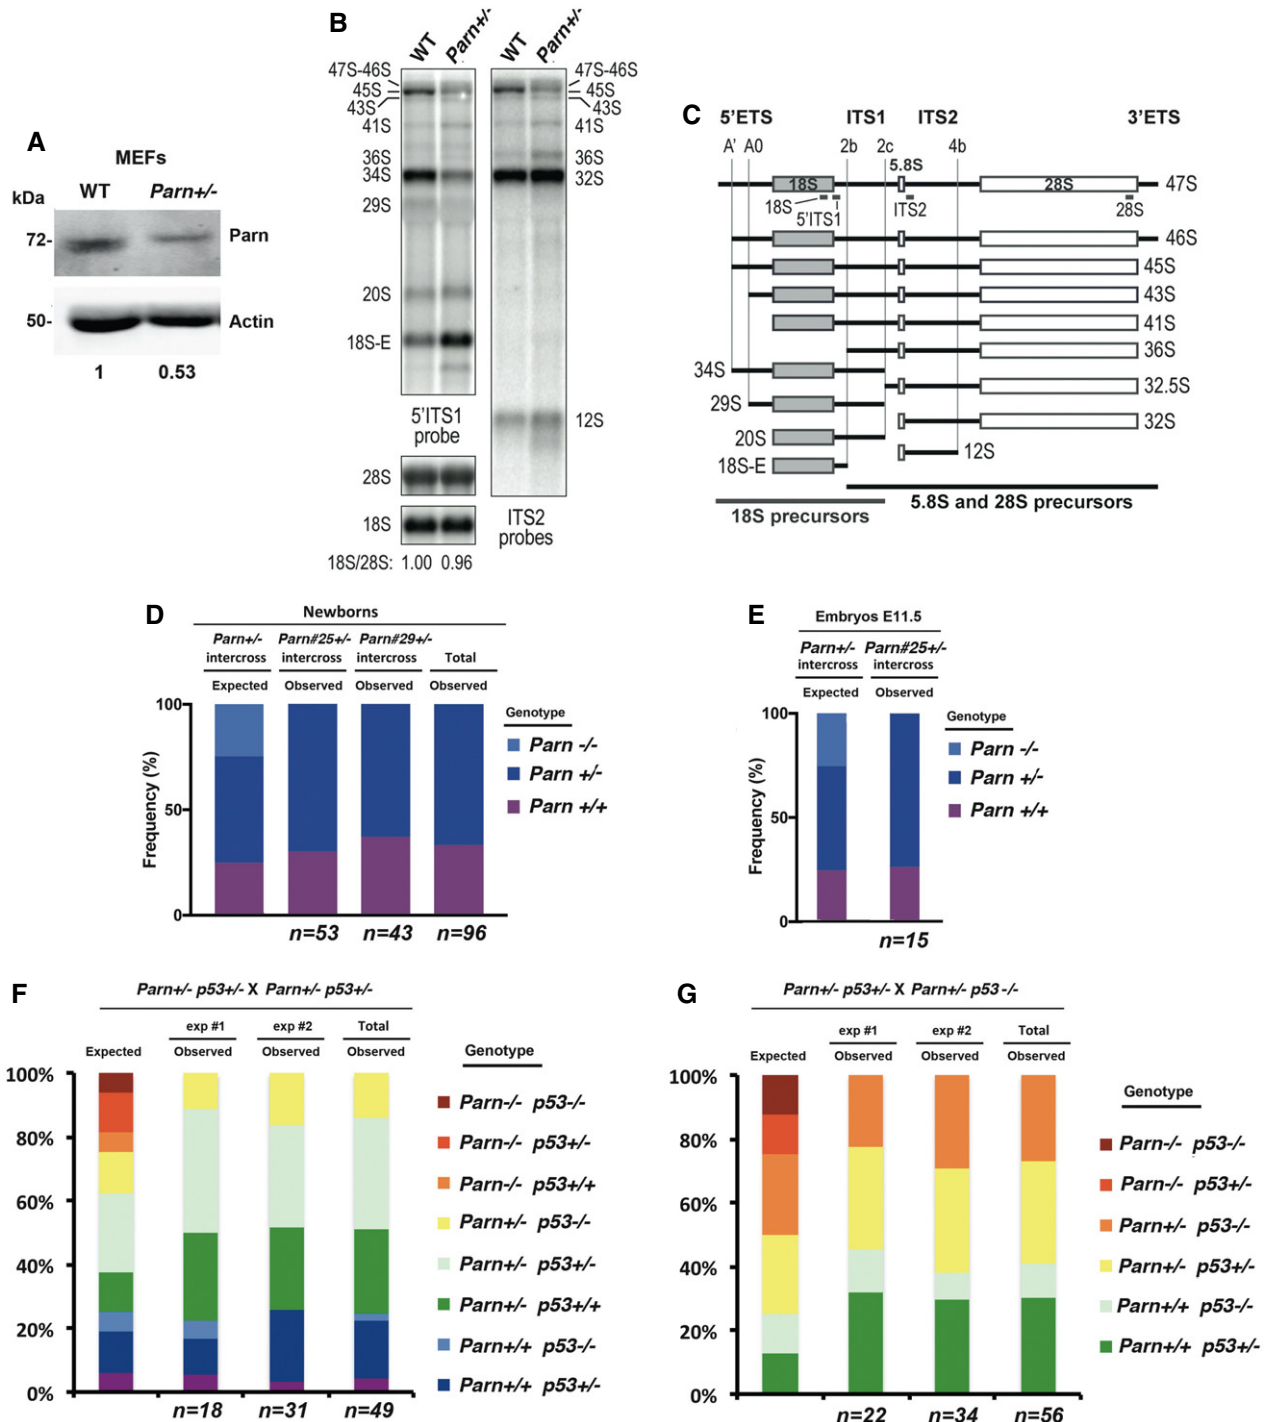 A
MEFs
WT Parn+/-
kDa
72-
Parn
50-
Actin
1 0.53
B
WT Parn+/- WT Parn+/-
47S-46S
45S
43S
41S
36S
34S
29S
20S
18S-E
5'ITS1
probe
28S
18S
18S/28S: 1.00 0.96
47S-46S
45S
43S
41S
36S
32S
12S
ITS2
probes
C
5'ETS ITS1 ITS2 3'ETS
A' A0 2b 2c 4b
5.8S
18S 28S 47S
18S 5'ITS1 ITS2 28S
46S
45S
43S
41S
36S
34S
32.5S
29S
32S
20S
12S
18S-E
18S precursors
5.8S and 28S precursors
D
Newborns
Parn+/- intercross
Parn#25+/- intercross
Parn#29+/- intercross
Total
Expected Observed Observed Observed
Frequency (%)
100
50
0
n=53 n=43 n=96
Genotype
Parn -/-
Parn +/-
Parn +/+
E
Embryos E11.5
Parn+/- intercross
Parn#25+/- intercross
Expected Observed
Frequency (%)
100
50
0
n=15
Genotype
Parn -/-
Parn +/-
Parn +/+
F
Parn+/- p53+/- X Parn+/- p53+/-
exp #1 exp #2 Total
Expected Observed Observed Observed
100%
80%
60%
40%
20%
0%
n=18 n=31 n=49
Genotype
Parn-/- p53-/-
Parn-/- p53+/-
Parn-/- p53+/+
Parn+/- p53-/-
Parn+/- p53+/-
Parn+/- p53+/+
Parn+/+ p53-/-
Parn+/+ p53+/-
G
Parn+/- p53+/- X Parn+/- p53-/-
exp #1 exp #2 Total
Expected Observed Observed Observed
100%
80%
60%
40%
20%
0%
n=22 n=34 n=56
Genotype
Parn-/- p53-/-
Parn-/- p53+/-
Parn+/- p53-/-
Parn+/- p53+/-
Parn+/+ p53-/-
Parn+/+ p53+/-